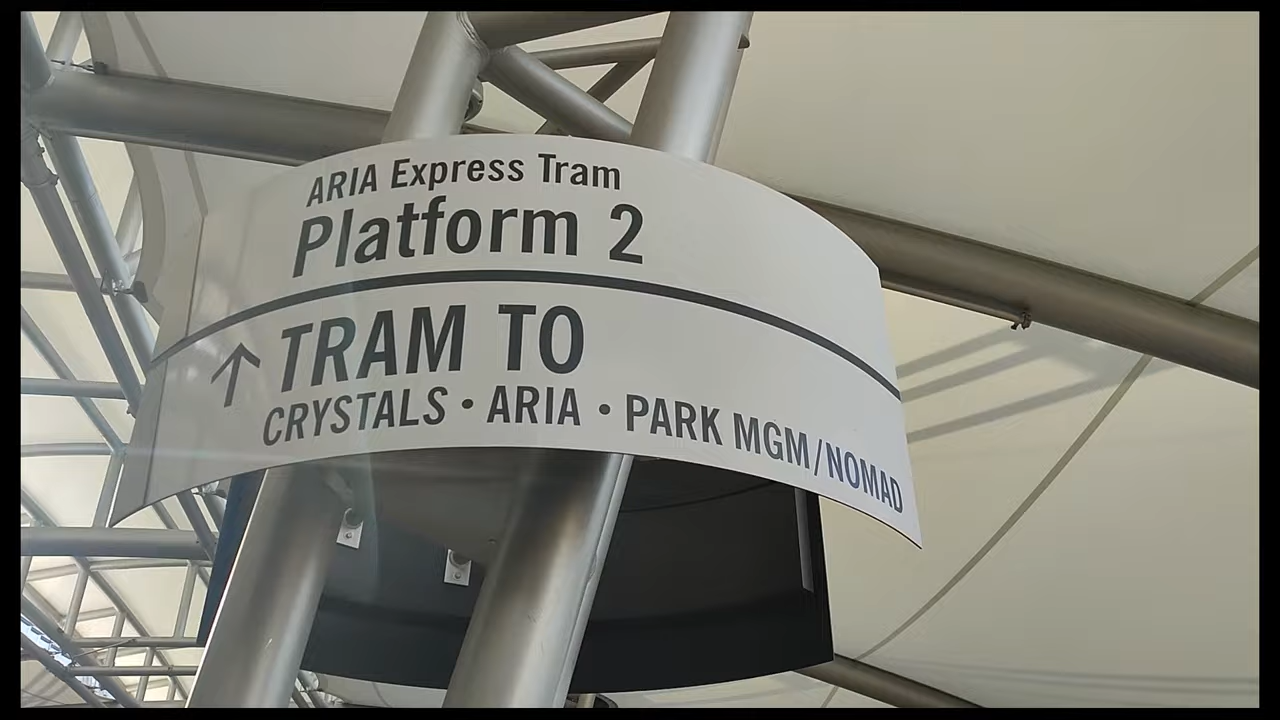 ARIA Express Tram
Platform 2
↑ TRAM TO
CRYSTALS • ARIA • PARK MGM/NOMAD